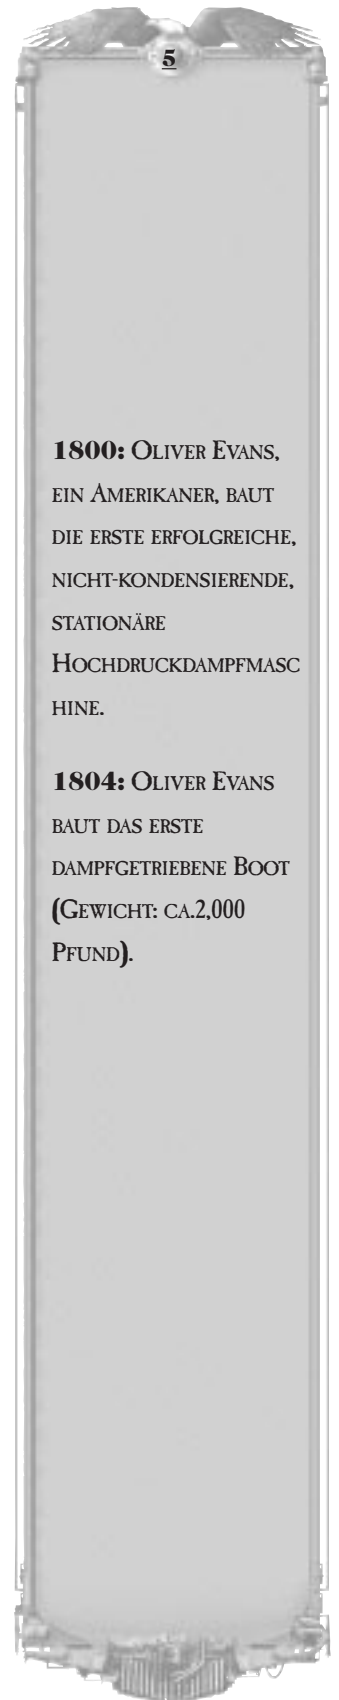 5
1800: Oliver Evans,
ein Amerikaner, baut
die erste erfolgreiche,
nicht-kondensierende,
stationäre
Hochdruckdampfmasc
hine.
1804: Oliver Evans
baut das erste
dampfgetriebene Boot
(Gewicht: ca.2,000
Pfund).